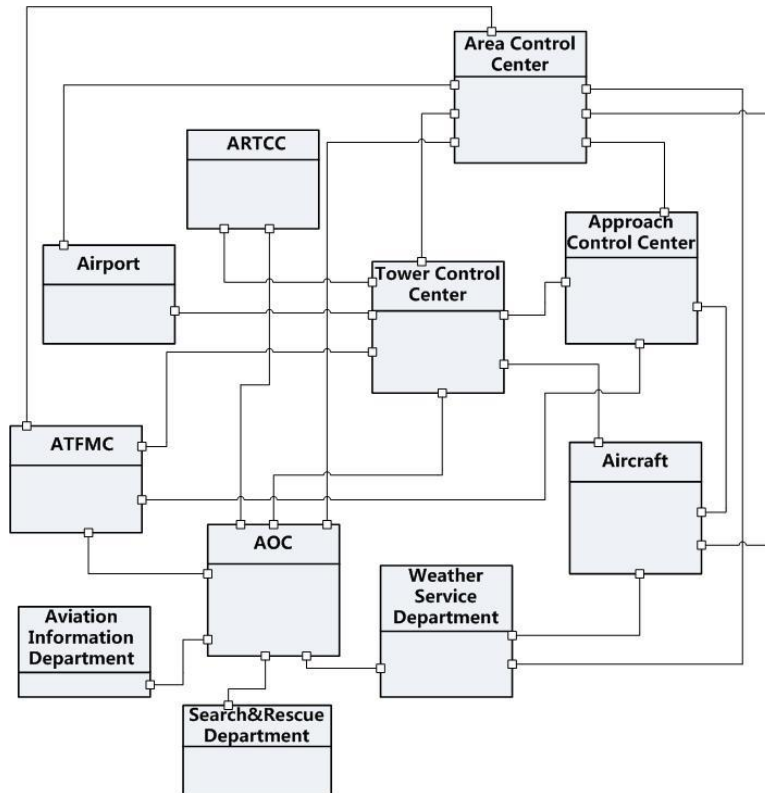 Area Control
Center
ARTCC
Approach
Control Center
Airport
Tower Control
Center
ATFMC
Aircraft
AOC
Weather
Service
Department
Aviation
Information
Department
Search&Rescue
Department